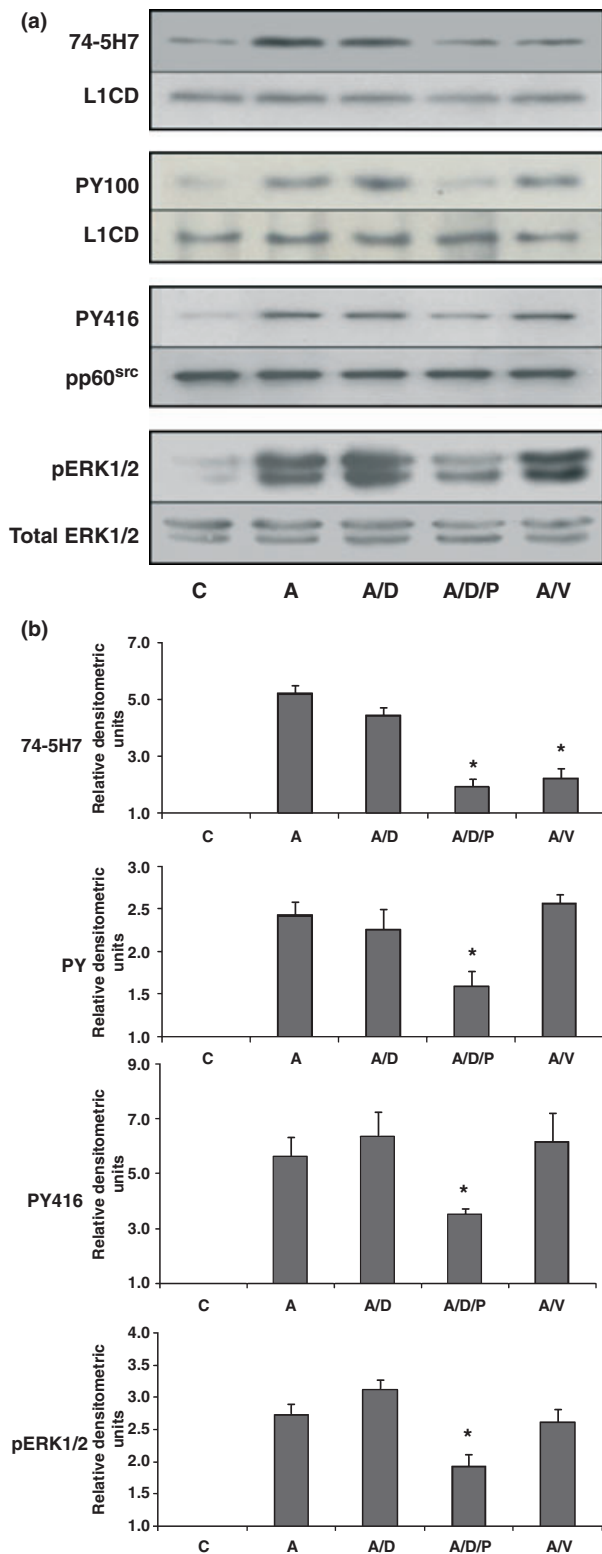 (a)
74-5H7
L1CD
PY100
L1CD
PY416
pp60src
pERK1/2
Total ERK1/2
C A A/D A/D/P A/V
(b)
74-5H7
Relative densitometric
units
7.0
5.0
3.0
1.0
* *
C A A/D A/D/P A/V
PY
Relative densitometric
units
3.0
2.5
2.0
1.5
1.0
*
C A A/D A/D/P A/V
PY416
Relative densitometric
units
9.0
7.0
5.0
3.0
1.0
*
C A A/D A/D/P A/V
pERK1/2
Relative densitometric
units
4.0
3.5
3.0
2.5
2.0
1.5
1.0
*
C A A/D A/D/P A/V